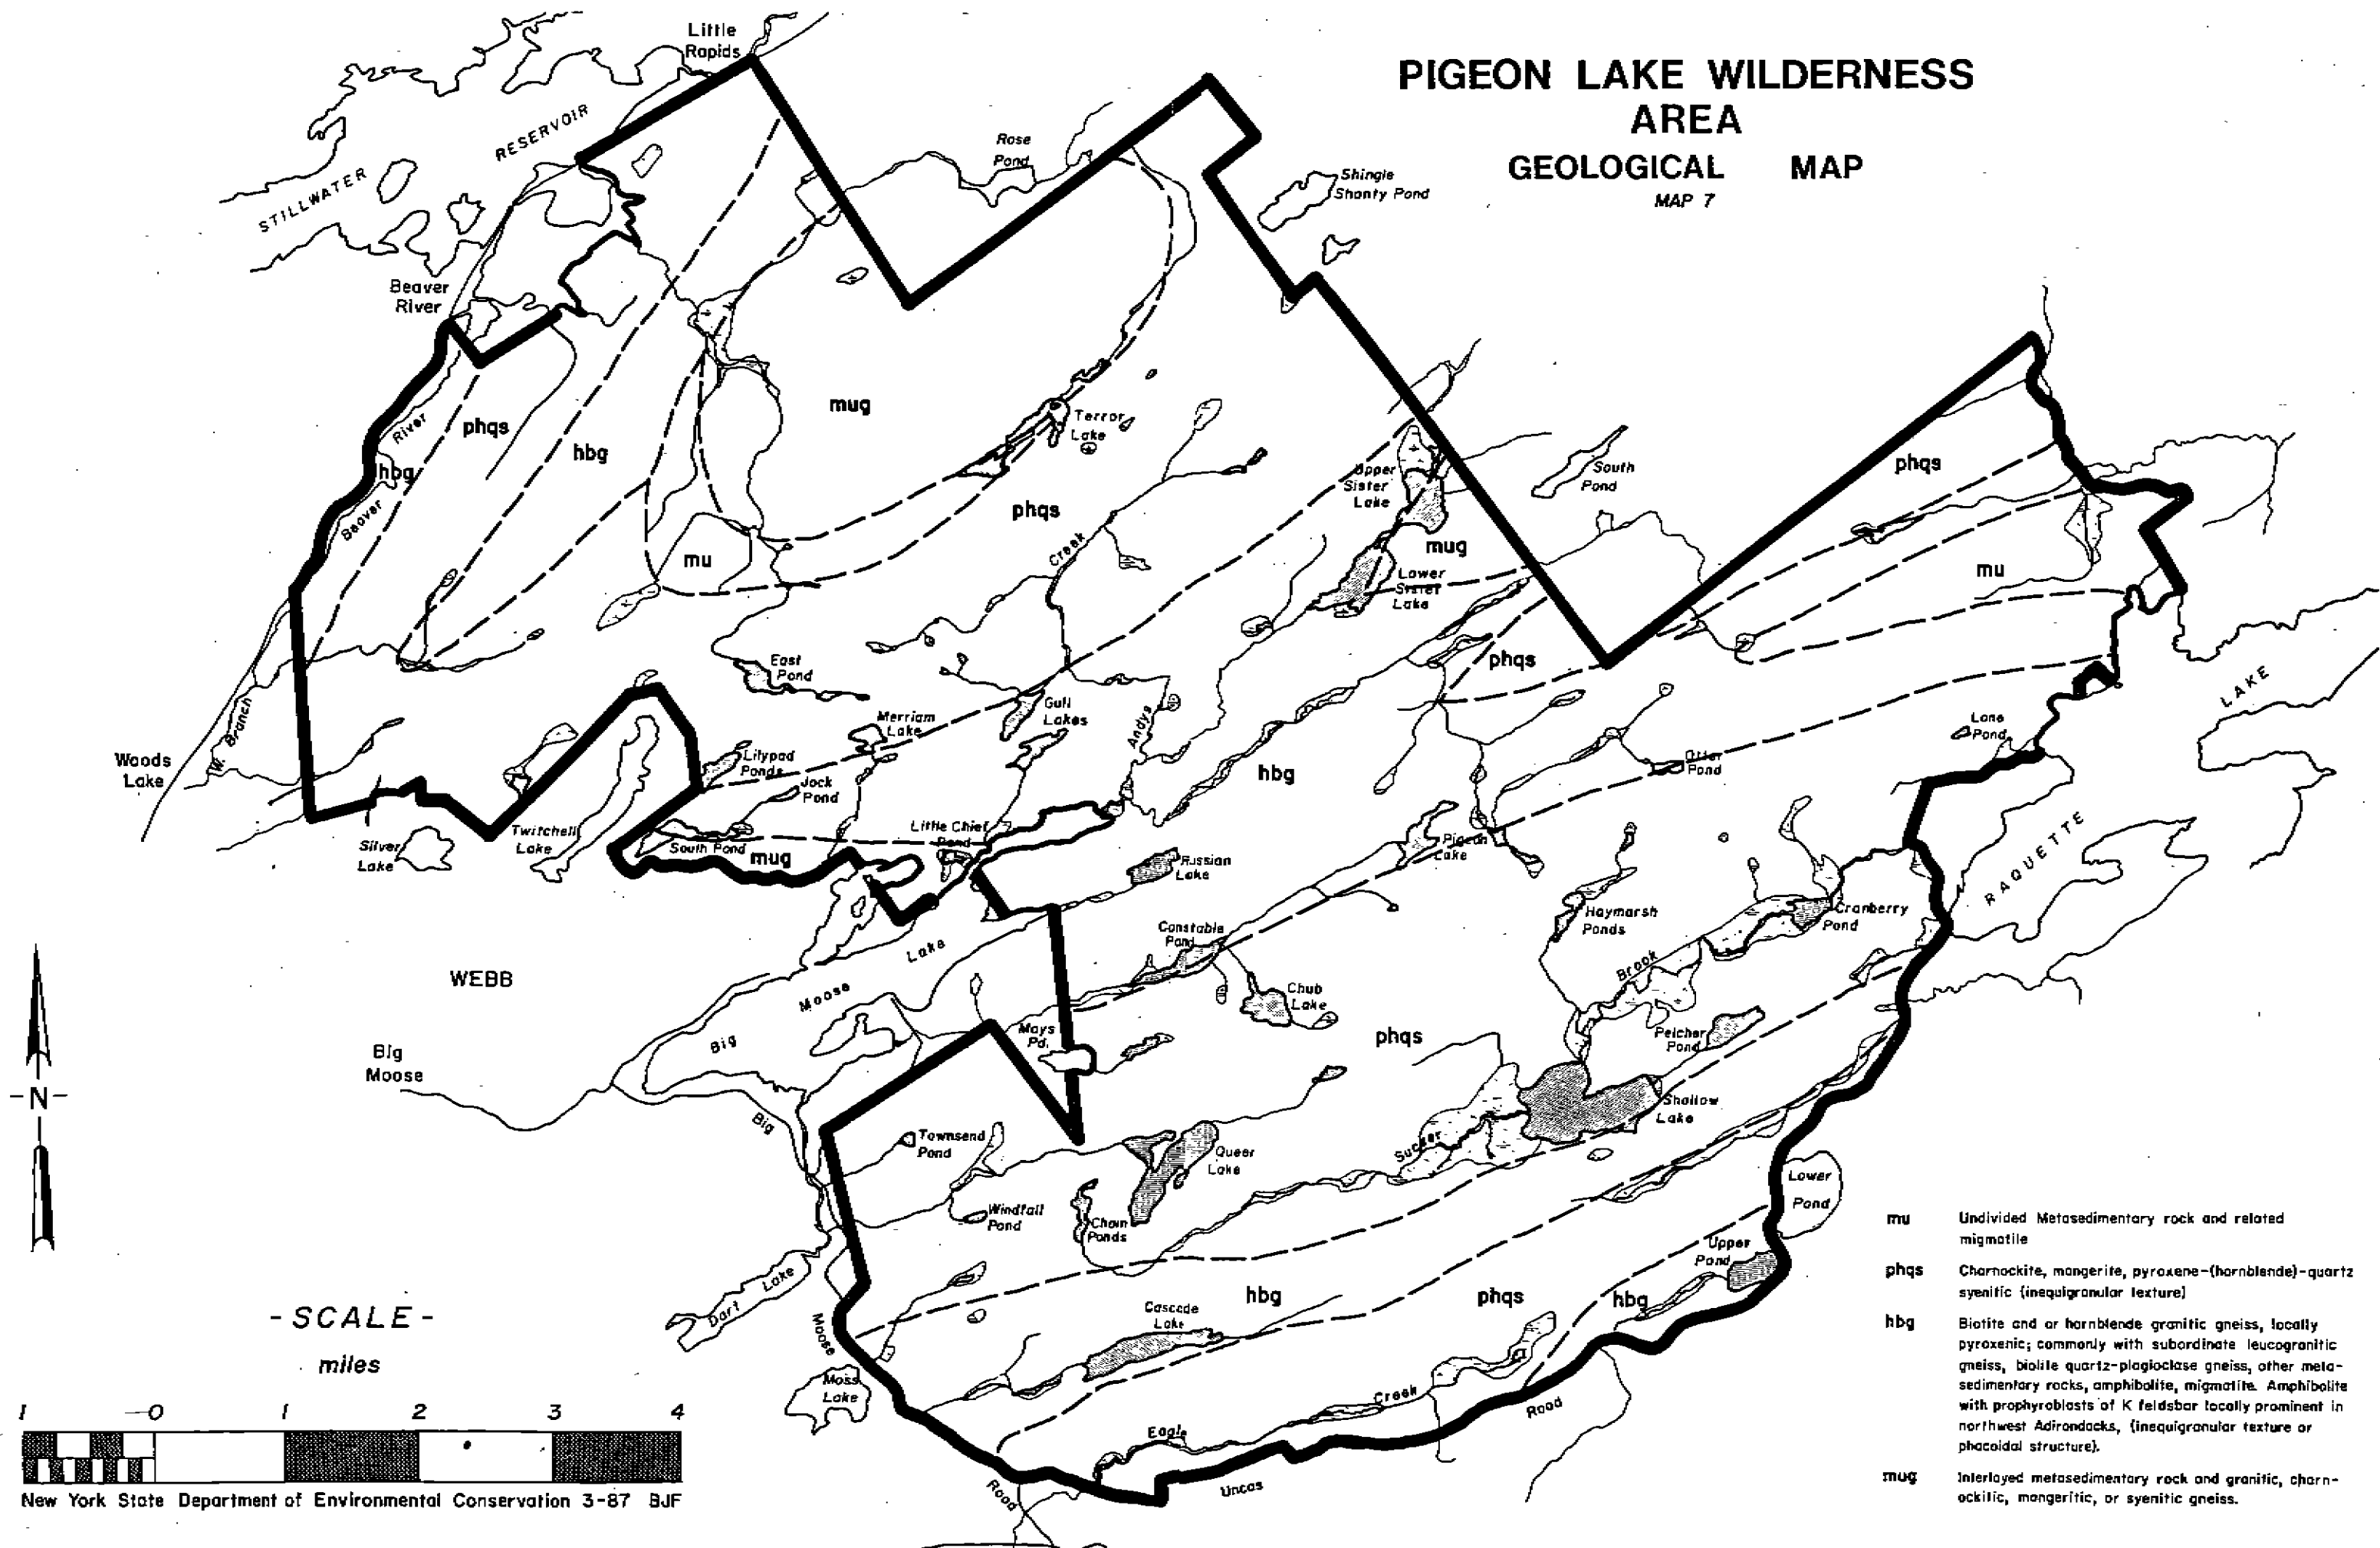 PIGEON LAKE WILDERNESS
AREA
GEOLOGICAL MAP
MAP 7
Little
Rapids
RESERVOIR
STILLWATER
Rose
Pond
Shingle
Shanty Pond
Beaver
River
mug
phqs
River
hbg
hbg
Beaver
Terror
Lake
Upper
Sister
Lake
South
Pond
phqs
phqs
mu
Creek
mug
Lower
Sister
Lake
mu
East
Pond
phqs
Gull
Lakes
Merriam
Lake
Andys
W. Branch
Woods
Lake
Lilypad
Ponds
Jock
Pond
hbg
Otter
Pond
Lone
Pond
LAKE
RAQUETTE
Silver
Lake
Twitchell
Lake
South Pond
mug
Little Chief
Pond
Russian
Lake
Pigeon
Lake
Haymarsh
Ponds
Cranberry
Pond
Constable
Pond
Lake
Moose
Big
WEBB
Brook
Chub
Lake
Mays
Pd.
phqs
Pelcher
Pond
Big
Moose
-N-
Big
Shallow
Lake
Townsend
Pond
Queer
Lake
Sucker
Windfall
Pond
Chain
Ponds
Lower
Pond
Upper
Pond
Dart Lake
Moose
hbg
phqs
hbg
Cascade
Lake
Moss
Lake
Creek
Eagle
Road
Road
Uncas
-SCALE-
miles
1 0 1 2 3 4
New York State Department of Environmental Conservation 3-87 BJF
mu Undivided Metasedimentary rock and related
migmatile
phqs Charnockite, mangerite, pyroxene-(hornblende)-quartz
syenitic (inequigranular texture)
hbg Biotite and or hornblende granitic gneiss, locally
pyroxenic; commonly with subordinate leucogranitic
gneiss, biolite quartz-plagioclase gneiss, other meta-
sedimentary rocks, amphibolite, migmatite. Amphibolite
with prophyroblasts of K feldsbar locally prominent in
northwest Adirondacks, (inequigranular texture or
phacoidal structure).
mug Interlayed metasedimentary rock and granitic, charn-
ockitic, mangeritic, or syenitic gneiss.